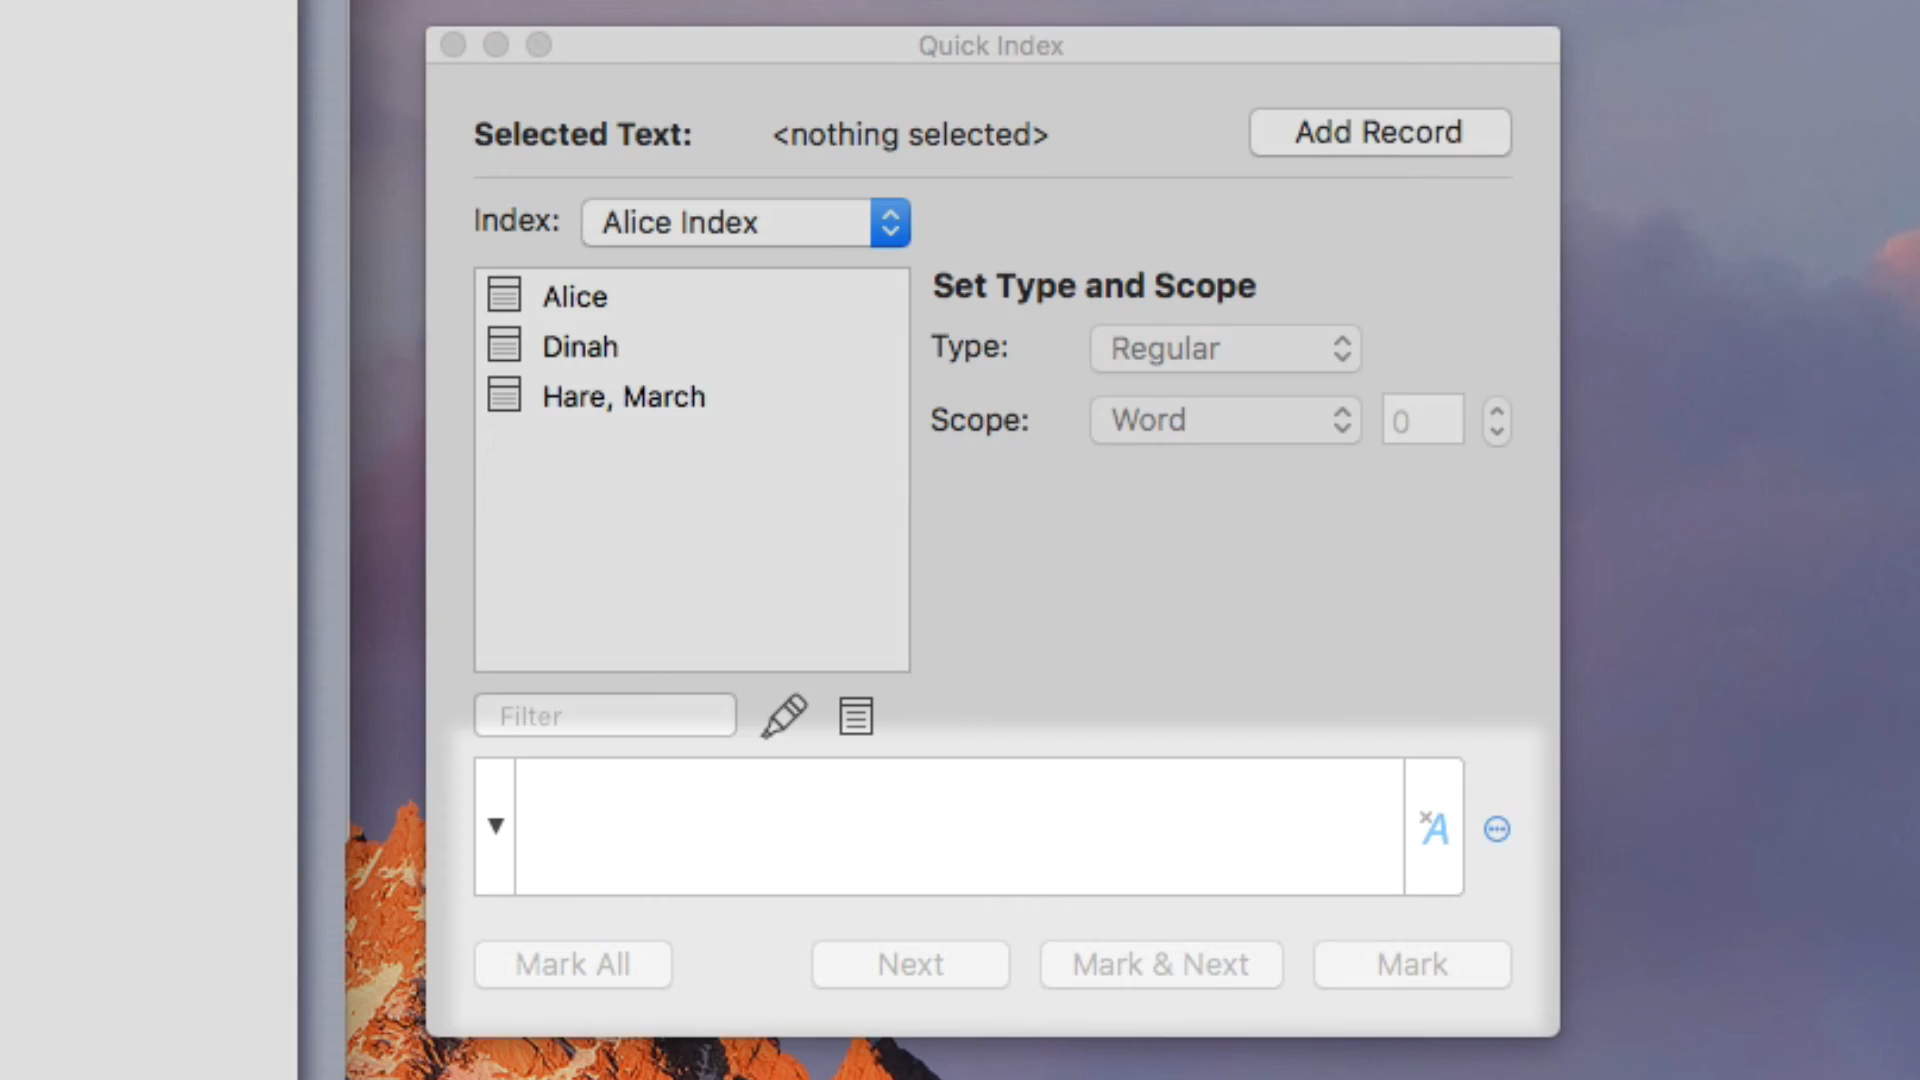 Quick Index
Selected Text: <nothing selected> Add Record
Index: Alice Index
Alice
Dinah
Hare, March
Set Type and Scope
Type: Regular
Scope: Word 0
Filter
A
Mark All Next Mark & Next Mark